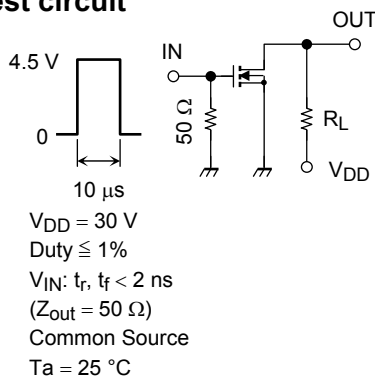 est circuit
OUT
IN
4.5 V
0
10 μs
50 Ω
RL
VDD
VDD = 30 V
Duty ≦ 1%
VIN: tr, tf < 2 ns
(Zout = 50 Ω)
Common Source
Ta = 25 °C